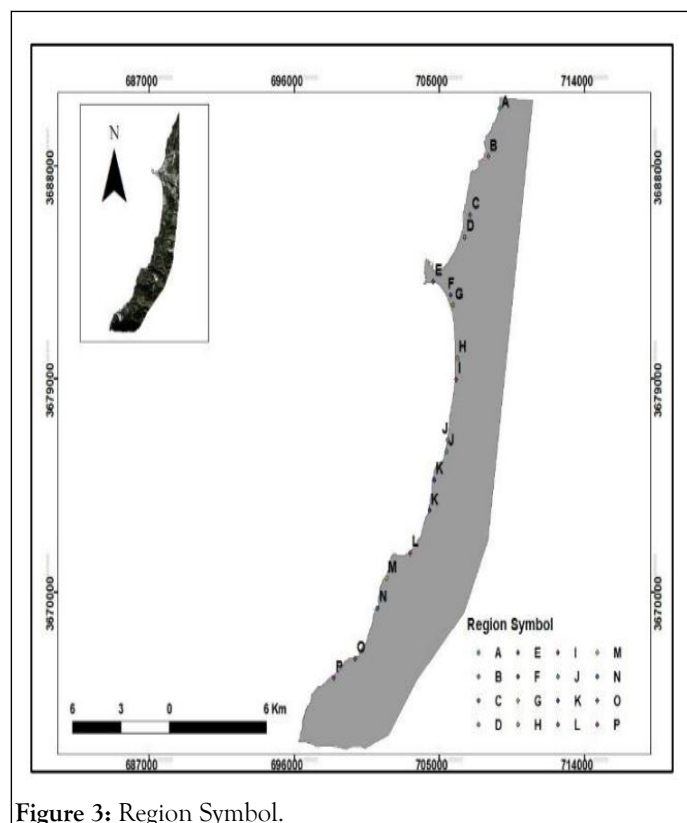 687000 696000 705000 714000
N
3688000 3688000
3679000 3679000
3670000 3670000
A
B
C
D
E
F
G
H
I
J
J
K
K
L
M
N
O
P
Region Symbol
A E I M
B F J N
C G K O
D H L P
6 3 0 6 Km
687000 696000 705000 714000
Figure 3: Region Symbol.